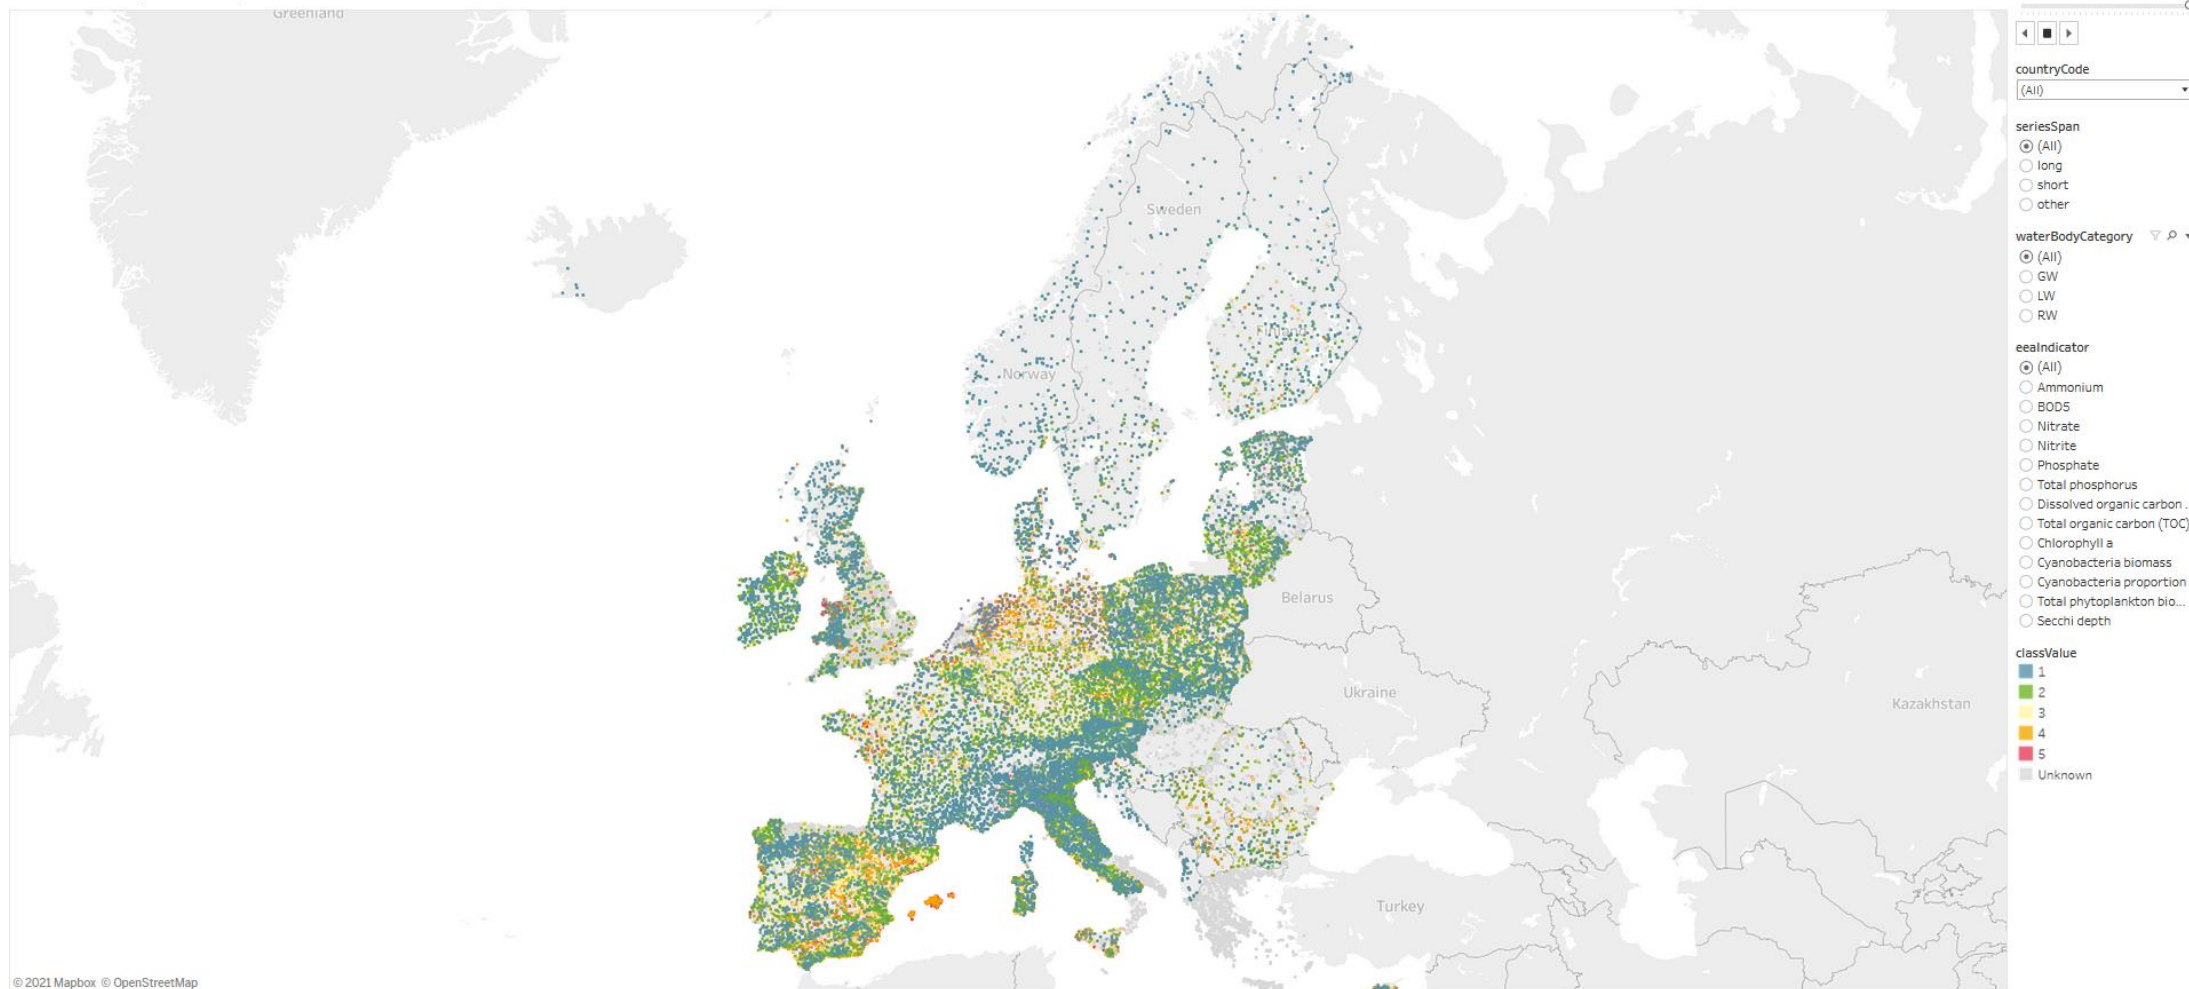 Greenland
Sweden
Finland
Norway
Belarus
Ukraine
Kazakhstan
Turkey
© 2021 Mapbox © OpenStreetMap
countryCode
(All)
seriesSpan
(All)
long
short
other
waterBodyCategory
(All)
GW
LW
RW
eeaIndicator
(All)
Ammonium
BOD5
Nitrate
Nitrite
Phosphate
Total phosphorus
Dissolved organic carbon ..
Total organic carbon (TOC)
Chlorophyll a
Cyanobacteria biomass
Cyanobacteria proportion
Total phytoplankton bio...
Secchi depth
classValue
1
2
3
4
5
Unknown